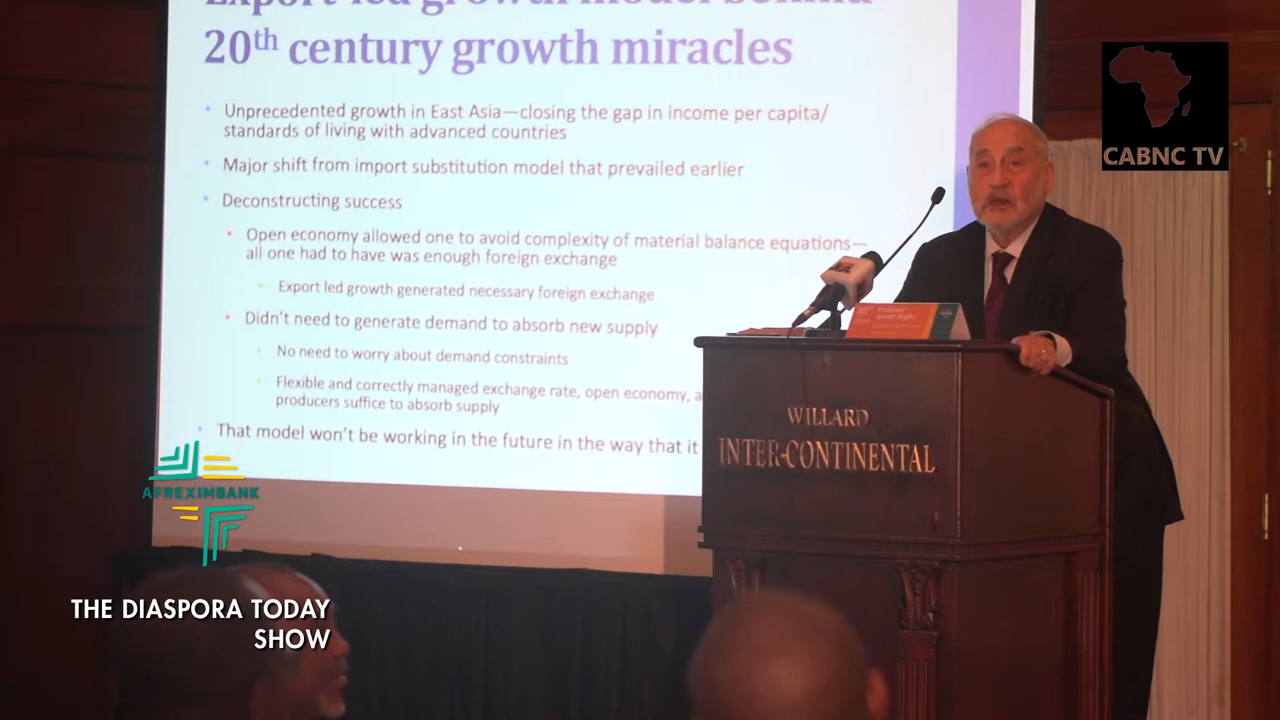 Export-led growth model behind
20th century growth miracles
Unprecedented growth in East Asia—closing the gap in income per capita/
standards of living with advanced countries
Major shift from import substitution model that prevailed earlier
Deconstructing success
Open economy allowed one to avoid complexity of material balance equations—
all one had to have was enough foreign exchange
Export led growth generated necessary foreign exchange
Didn't need to generate demand to absorb new supply
No need to worry about demand constraints
Flexible and correctly managed exchange rate, open economy, a
producers suffice to absorb supply
That model won't be working in the future in the way that it
CABNC TV
Professor
Joseph Stiglitz
WILLARD
INTER-CONTINENTAL
AFREXIMBANK
THE DIASPORA TODAY
SHOW